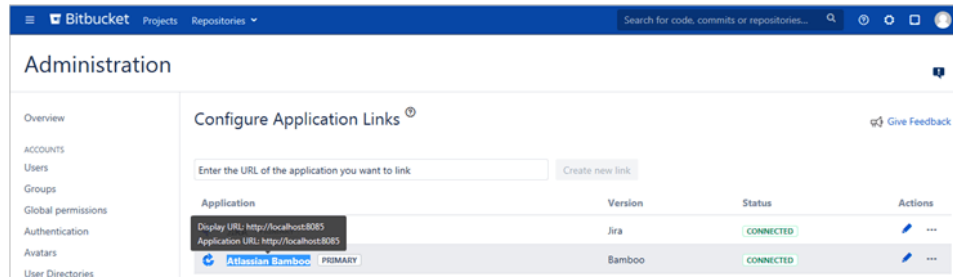 Bitbucket Projects Repositories Search for code, commits or repositories...
Administration
Overview
ACCOUNTS
Users
Groups
Global permissions
Authentication
Avatars
User Directories
Configure Application Links
Give Feedback
Enter the URL of the application you want to link Create new link
Application Version Status Actions
Display URL: http://localhost:8085
Application URL: http://localhost:8085
Jira CONNECTED
Atlassian Bamboo PRIMARY Bamboo CONNECTED